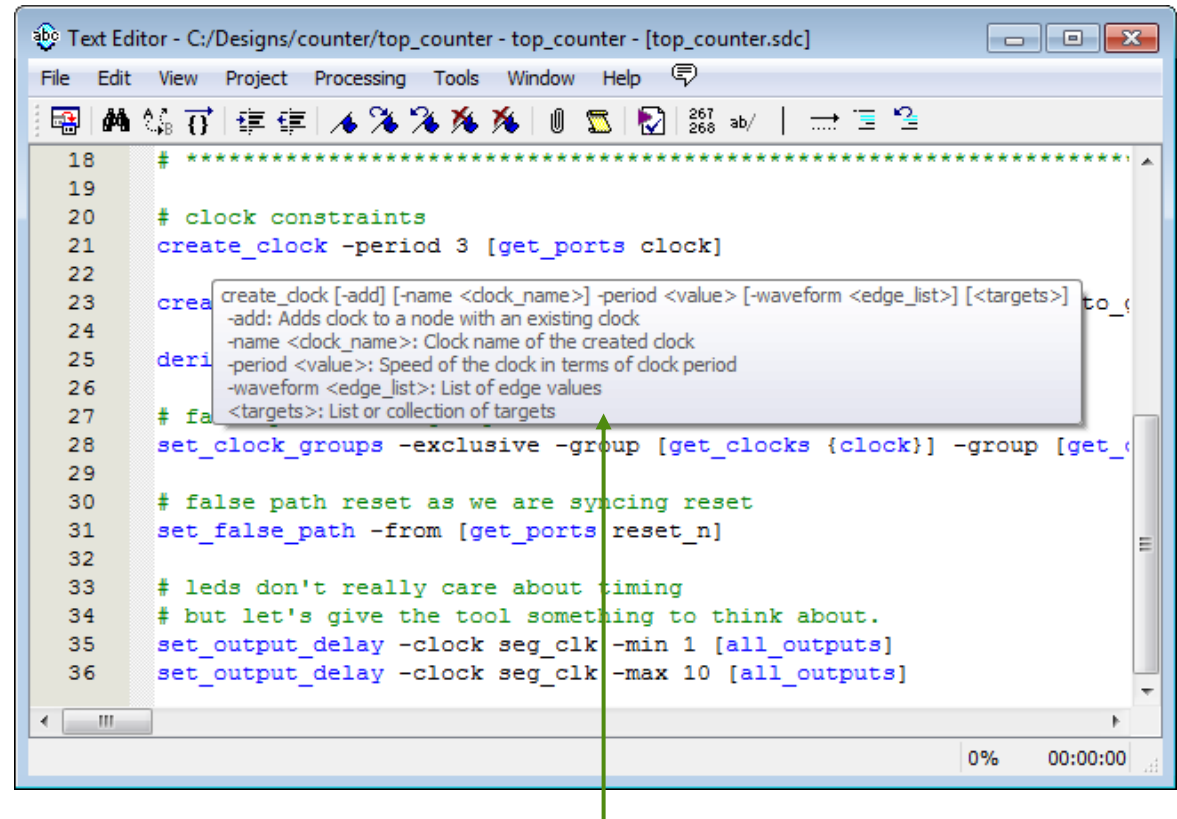 Text Editor - C:/Designs/counter/top_counter - top_counter - [top_counter.sdc]
File Edit View Project Processing Tools Window Help
267
268 ab/
18 # ********************************************************************
19
20 # clock constraints
21 create_clock -period 3 [get_ports clock]
22
23 crea to_g
create_clock [-add] [-name <clock_name>] -period <value> [-waveform <edge_list>] [<targets>]
-add: Adds clock to a node with an existing clock
24
-name <clock_name>: Clock name of the created clock
25 deri
-period <value>: Speed of the clock in terms of clock period
26
-waveform <edge_list>: List of edge values
27 # fa
<targets>: List or collection of targets
28 set_clock_groups -exclusive -group [get_clocks {clock}] -group [get_c
29
30 # false path reset as we are syncing reset
31 set_false_path -from [get_ports reset_n]
32
33 # leds don't really care about timing
34 # but let's give the tool something to think about.
35 set_output_delay -clock seg_clk -min 1 [all_outputs]
36 set_output_delay -clock seg_clk -max 10 [all_outputs]
0% 00:00:00